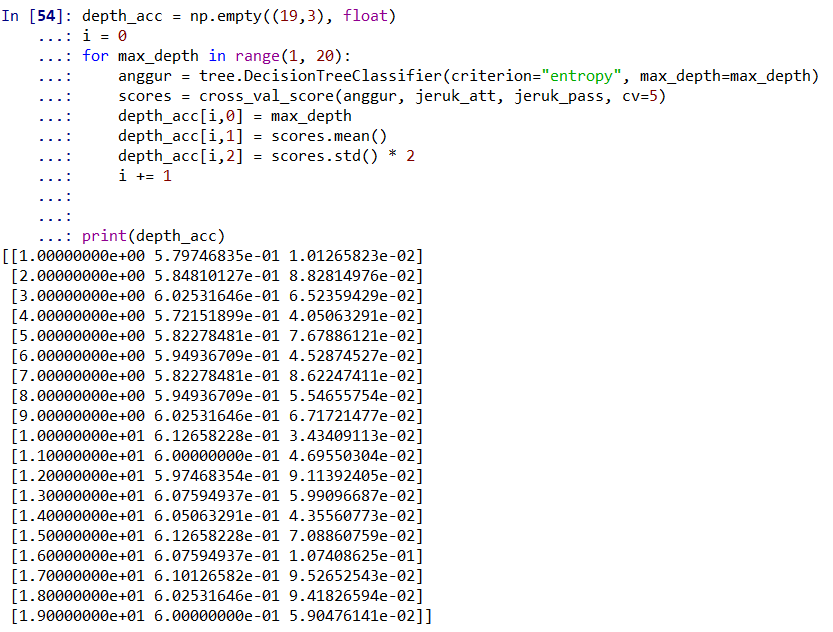 In [54]: depth_acc = np.empty((19,3), float)
...: i = 0
...: for max_depth in range(1, 20):
...:     anggur = tree.DecisionTreeClassifier(criterion="entropy", max_depth=max_depth)
...:     scores = cross_val_score(anggur, jeruk_att, jeruk_pass, cv=5)
...:     depth_acc[i,0] = max_depth
...:     depth_acc[i,1] = scores.mean()
...:     depth_acc[i,2] = scores.std() * 2
...:     i += 1
...:
...:
...: print(depth_acc)
[[1.00000000e+00 5.79746835e-01 1.01265823e-02]
[2.00000000e+00 5.84810127e-01 8.82814976e-02]
[3.00000000e+00 6.02531646e-01 6.52359429e-02]
[4.00000000e+00 5.72151899e-01 4.05063291e-02]
[5.00000000e+00 5.82278481e-01 7.67886121e-02]
[6.00000000e+00 5.94936709e-01 4.52874527e-02]
[7.00000000e+00 5.82278481e-01 8.62247411e-02]
[8.00000000e+00 5.94936709e-01 5.54655754e-02]
[9.00000000e+00 6.02531646e-01 6.71721477e-02]
[1.00000000e+01 6.12658228e-01 3.43409113e-02]
[1.10000000e+01 6.00000000e-01 4.69550304e-02]
[1.20000000e+01 5.97468354e-01 9.11392405e-02]
[1.30000000e+01 6.07594937e-01 5.99096687e-02]
[1.40000000e+01 6.05063291e-01 4.35560773e-02]
[1.50000000e+01 6.12658228e-01 7.08860759e-02]
[1.60000000e+01 6.07594937e-01 1.07408625e-01]
[1.70000000e+01 6.10126582e-01 9.52652543e-02]
[1.80000000e+01 6.02531646e-01 9.41826594e-02]
[1.90000000e+01 6.00000000e-01 5.90476141e-02]]